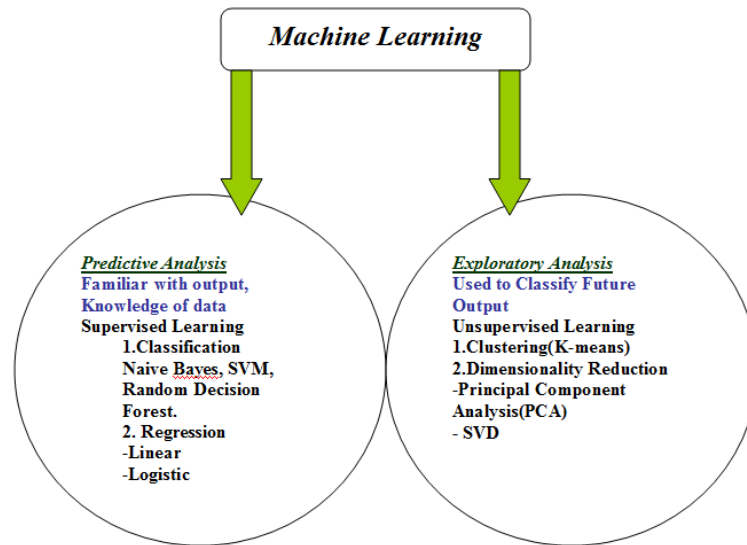 Machine Learning
Predictive Analysis
Familiar with output,
Knowledge of data
Supervised Learning
1.Classification
Naive Bayes, SVM,
Random Decision
Forest.
2. Regression
-Linear
-Logistic
Exploratory Analysis
Used to Classify Future
Output
Unsupervised Learning
1.Clustering(K-means)
2.Dimensionality Reduction
-Principal Component
Analysis(PCA)
- SVD